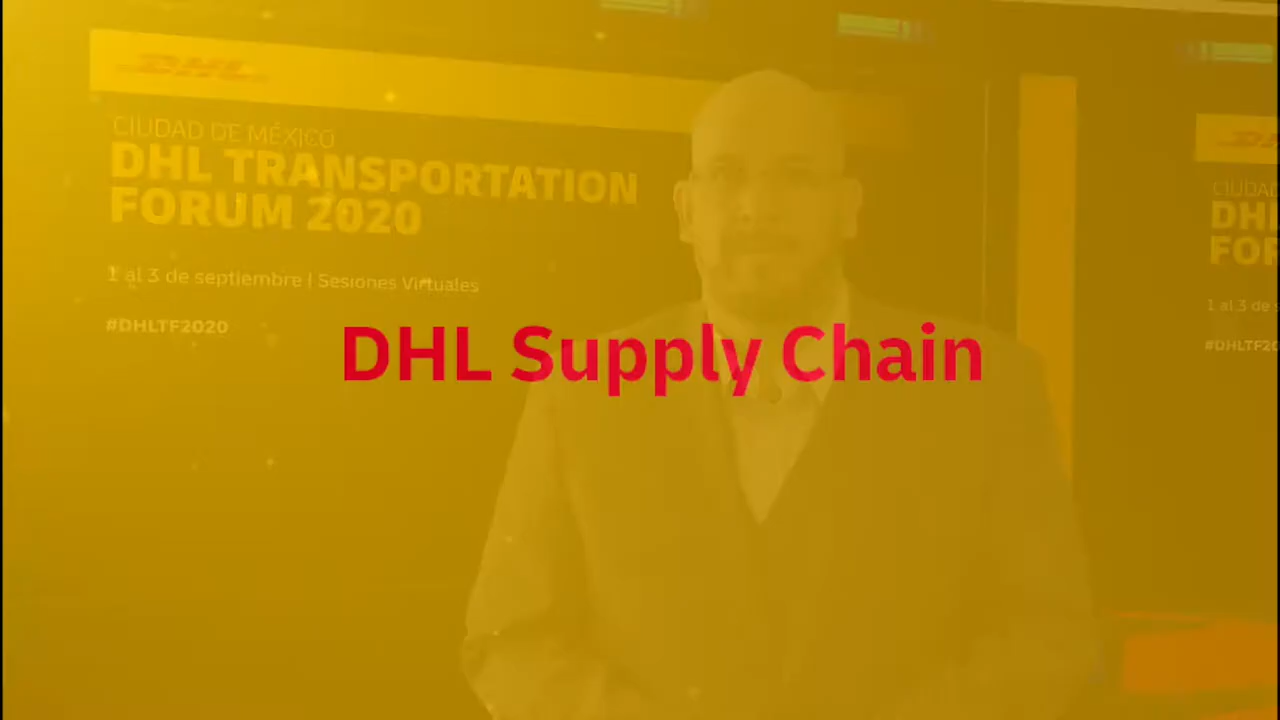 DHL
CIUDAD DE MÉXICO
DHL TRANSPORTATION
FORUM 2020
1 al 3 de septiembre | Sesiones Virtuales
#DHLTF2020
DHL Supply Chain